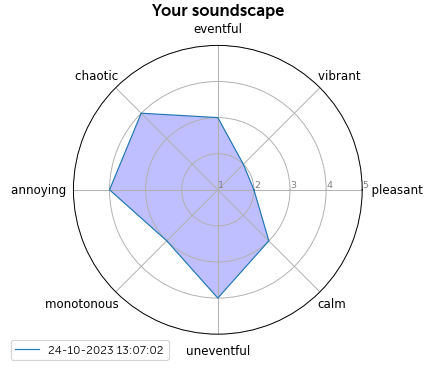 Your soundscape
eventful
chaotic
vibrant
annoying
1 2 3 4 5
pleasant
monotonous
calm
uneventful
24-10-2023 13:07:02